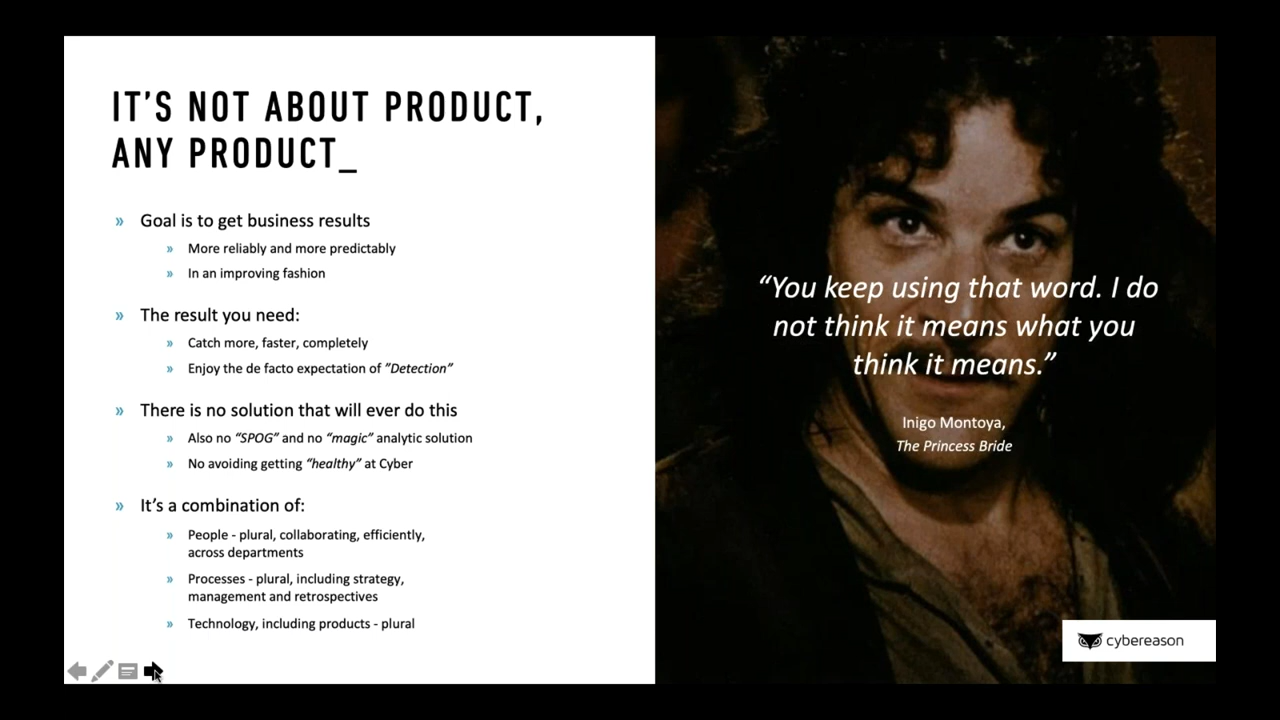 IT’S NOT ABOUT PRODUCT,
ANY PRODUCT_
» Goal is to get business results
» More reliably and more predictably
» In an improving fashion
» The result you need:
» Catch more, faster, completely
» Enjoy the de facto expectation of ”Detection”
» There is no solution that will ever do this
» Also no “SPOG” and no “magic” analytic solution
» No avoiding getting “healthy” at Cyber
» It’s a combination of:
» People - plural, collaborating, efficiently,
across departments
» Processes - plural, including strategy,
management and retrospectives
» Technology, including products - plural
“You keep using that word. I do
not think it means what you
think it means.”
Inigo Montoya,
The Princess Bride
cybereason